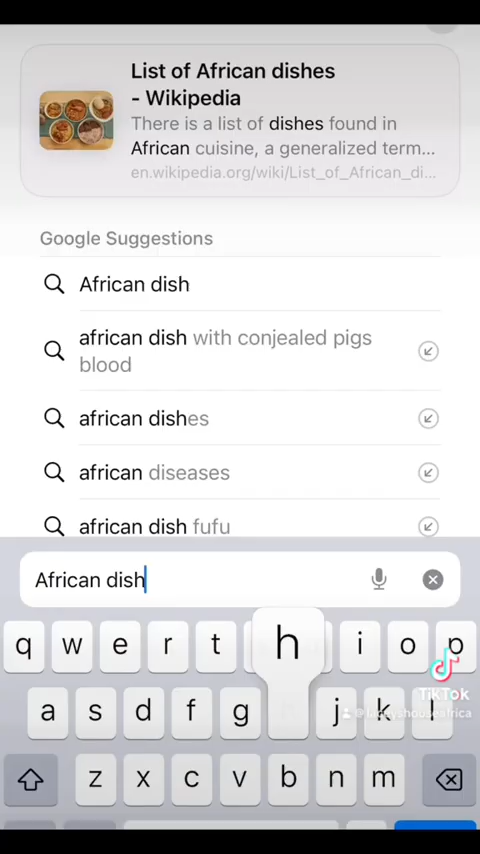 List of African dishes
- Wikipedia
There is a list of dishes found in
African cuisine, a generalized term...
en.wikipedia.org/wiki/List_of_African_di...
Google Suggestions
African dish
african dish with conjealed pigs
blood
african dishes
african diseases
african dish fufu
African dish
q w e r t h i o p
TikTok
a s d f g j k l
z x c v b n m